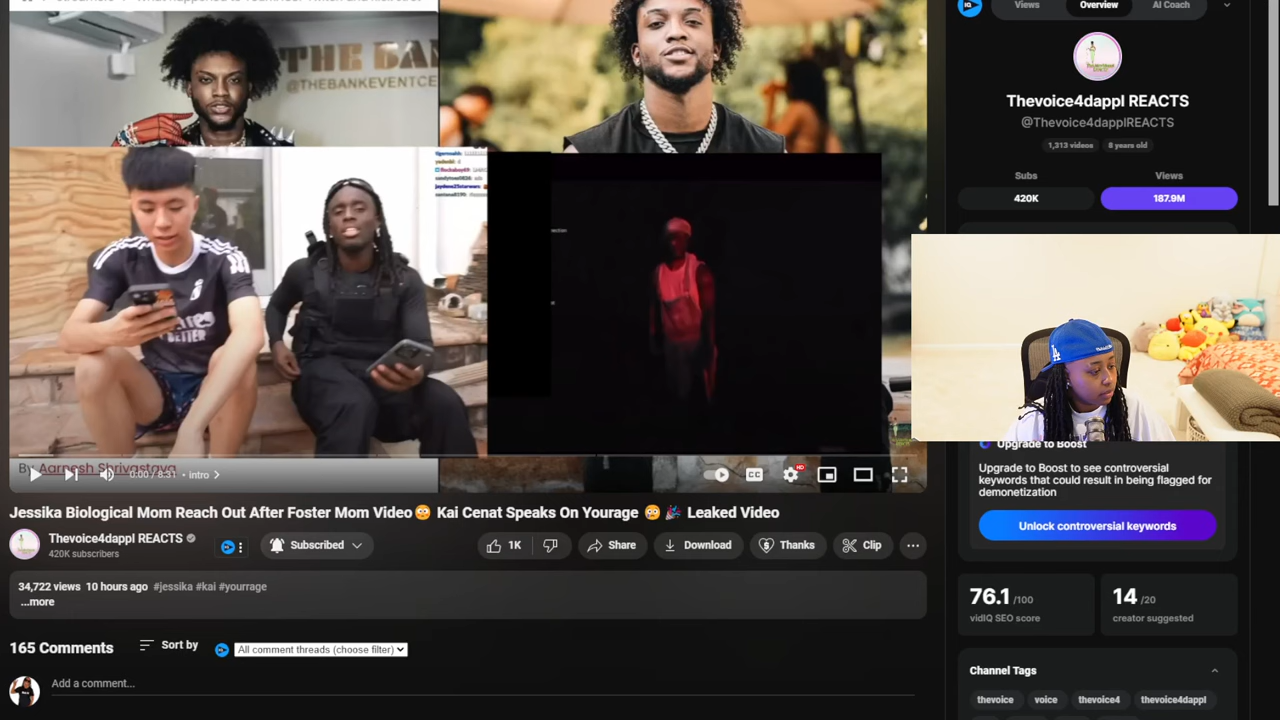 Views Overview AI Coach
THE BAN
@THEBANKEVENTCE
Thevoice4dappl REACTS
@Thevoice4dapplREACTS
1,313 videos 8 years old
Subs Views
420K 187.9M
By Aarnesh Shrivastava
0:00 / 8:31 • intro
CC HD
Upgrade to Boost
Upgrade to Boost to see controversial
keywords that could result in being flagged for
demonetization
Unlock controversial keywords
Jessika Biological Mom Reach Out After Foster Mom Video😳 Kai Cenat Speaks On Yourage 😳🎉 Leaked Video
Thevoice4dappl REACTS
420K subscribers
Subscribed
1K
Share
Download
Thanks
Clip
34,722 views 10 hours ago #jessika #kai #yourrage
...more
76.1 /100
vidIQ SEO score
14 /20
creator suggested
165 Comments
Sort by
All comment threads (choose filter)
Add a comment...
Channel Tags
thevoice voice thevoice4 thevoice4dappl